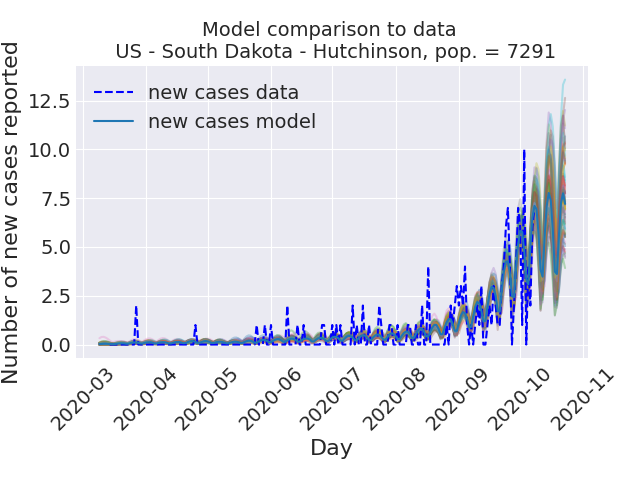 Model comparison to data
US - South Dakota - Hutchinson, pop. = 7291
Number of new cases reported
12.5
10.0
7.5
5.0
2.5
0.0
new cases data
new cases model
2020-03
2020-04
2020-05
2020-06
2020-07
2020-08
2020-09
2020-10
2020-11
Day